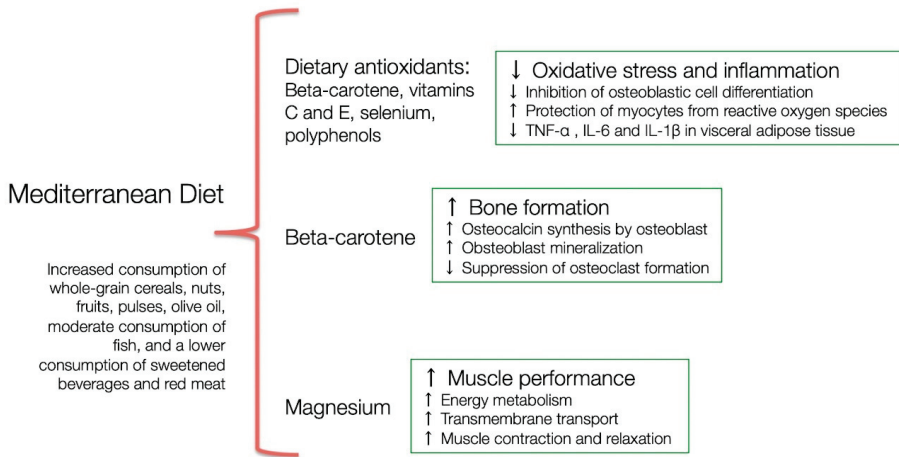 Mediterranean Diet
Increased consumption of
whole-grain cereals, nuts,
fruits, pulses, olive oil,
moderate consumption of
fish, and a lower
consumption of sweetened
beverages and red meat
Dietary antioxidants:
Beta-carotene, vitamins
C and E, selenium,
polyphenols
↓ Oxidative stress and inflammation
↓ Inhibition of osteoblastic cell differentiation
↑ Protection of myocytes from reactive oxygen species
↓ TNF-α , IL-6 and IL-1β in visceral adipose tissue
Beta-carotene
↑ Bone formation
↑ Osteocalcin synthesis by osteoblast
↑ Obsteoblast mineralization
↓ Suppression of osteoclast formation
Magnesium
↑ Muscle performance
↑ Energy metabolism
↑ Transmembrane transport
↑ Muscle contraction and relaxation